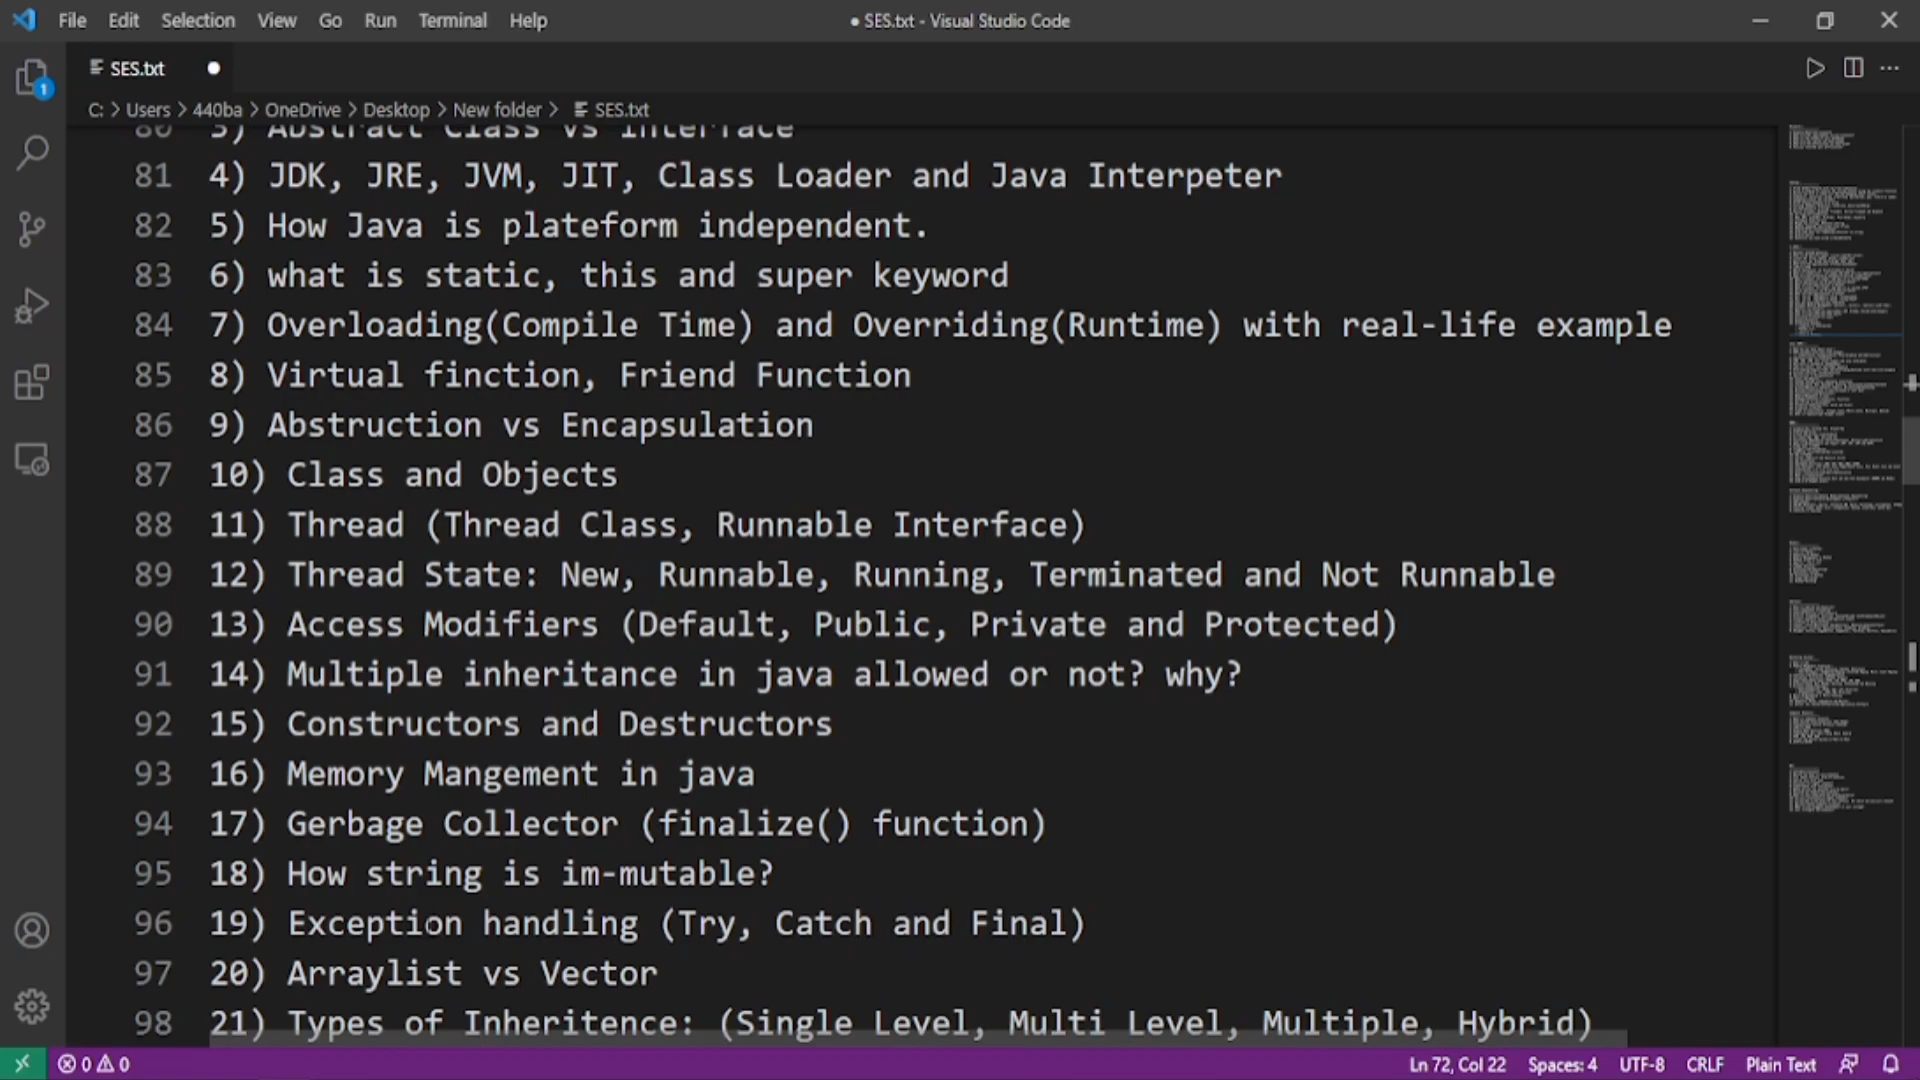 File Edit Selection View Go Run Terminal Help
● SES.txt - Visual Studio Code
SES.txt
C: > Users > 440ba > OneDrive > Desktop > New folder > SES.txt
80 3) Abstract Class vs Interface
81 4) JDK, JRE, JVM, JIT, Class Loader and Java Interpeter
82 5) How Java is plateform independent.
83 6) what is static, this and super keyword
84 7) Overloading(Compile Time) and Overriding(Runtime) with real-life example
85 8) Virtual finction, Friend Function
86 9) Abstruction vs Encapsulation
87 10) Class and Objects
88 11) Thread (Thread Class, Runnable Interface)
89 12) Thread State: New, Runnable, Running, Terminated and Not Runnable
90 13) Access Modifiers (Default, Public, Private and Protected)
91 14) Multiple inheritance in java allowed or not? why?
92 15) Constructors and Destructors
93 16) Memory Mangement in java
94 17) Gerbage Collector (finalize() function)
95 18) How string is im-mutable?
96 19) Exception handling (Try, Catch and Final)
97 20) Arraylist vs Vector
98 21) Types of Inheritence: (Single Level, Multi Level, Multiple, Hybrid)
1
0 0 Ln 72, Col 22 Spaces: 4 UTF-8 CRLF Plain Text